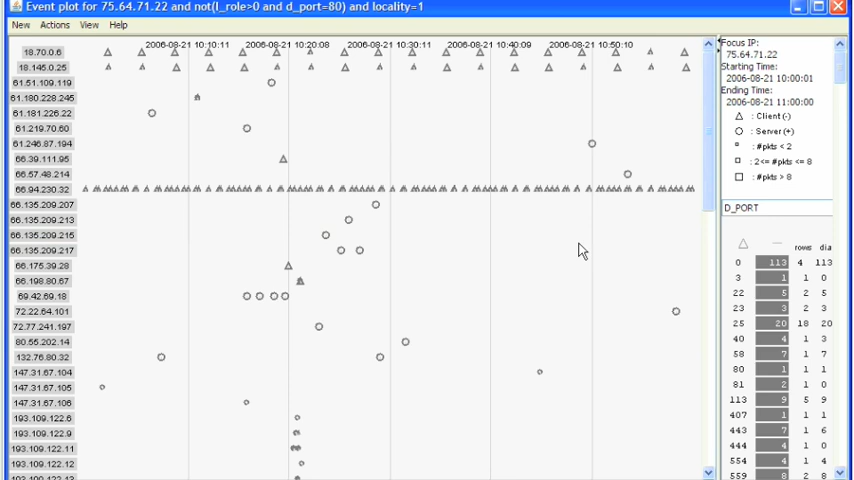 Event plot for 75.64.71.22 and not(l_role>0 and d_port=80) and locality=1
New Actions View Help
2006-08-21 10:10:11 2006-08-21 10:20:08 2006-08-21 10:30:11 2006-08-21 10:40:09 2006-08-21 10:50:10
18.70.0.6
18.145.0.25
61.51.109.119
61.180.228.245
61.181.226.22
61.219.70.60
61.246.87.194
66.39.111.95
66.57.48.214
66.94.230.32
66.135.209.207
66.135.209.213
66.135.209.215
66.135.209.217
66.175.39.28
66.198.80.67
69.42.69.18
72.22.64.101
72.77.241.197
80.55.202.14
132.76.80.32
147.31.67.104
147.31.67.105
147.31.67.106
193.109.122.6
193.109.122.9
193.109.122.11
193.109.122.12
Focus IP:
75.64.71.22
Starting Time:
2006-08-21 10:00:01
Ending Time:
2006-08-21 11:00:00
: Client (-)
: Server (+)
: #pkts < 2
: 2<= #pkts <= 8
: #pkts > 8
D_PORT
rows dia
0 113 4 113
3 1 1 0
22 5 2 5
23 3 2 3
25 20 18 20
40 4 1 3
58 7 1 7
80 1 1 1
81 2 1 0
113 9 5 9
407 1 1 1
443 7 1 6
444 4 1 0
554 4 1 4
559 8 2 8